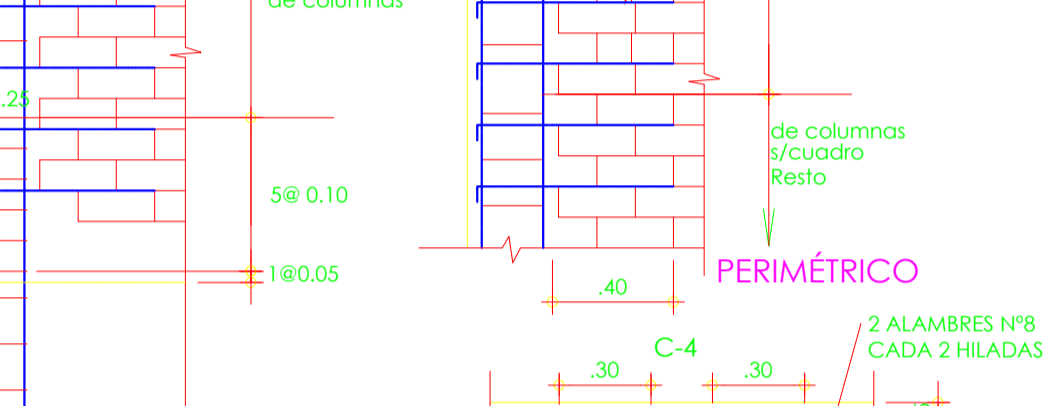 de columnas
.25
5@ 0.10
1@0.05
de columnas
s/cuadro
Resto
PERIMÉTRICO
.40
C-4
.30
.30
2 ALAMBRES Nº8
CADA 2 HILADAS